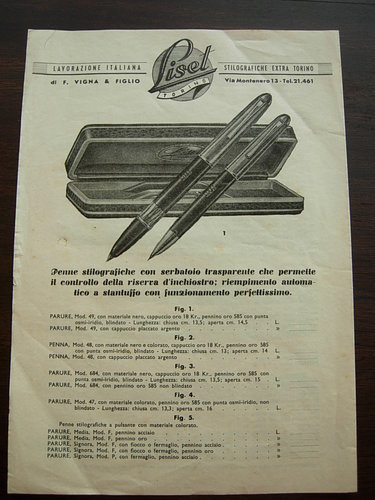 LAVORAZIONE ITALIANA
di F. VIGNA & FIGLIO
Lisel
TORINO
STILOGRAFICHE EXTRA TORINO
Via Montenero 13 - Tel. 21.461
1
Penne stilografiche con serbatoio trasparente che permette
il controllo della riserva d'inchiostro; riempimento automa-
tico a stantuffo con funzionamento perfettissimo.
Fig. 1.
PARURE, Mod. 49, con materiale nero, cappuccio oro 18 Kr., pennino oro 585 con punta
osmi-iridio, blindato - Lunghezza: chiusa cm. 13,5; aperta cm. 14,5 . . L.
PARURE, Mod. 49, con cappuccio placcato argento . . . . . »
Fig. 2.
PENNA, Mod. 48, con materiale nero e colorato, cappuccio oro 18 Kr., pennino oro 585
con punta osmi-iridio, blindato - Lunghezza: chiusa cm. 13; aperta cm. 14 L.
PENNA, Mod. 48, con cappuccio placcato argento . . . . . »
Fig. 3.
PARURE, Mod. 684, con materiale nero, cappuccio oro 18 Kr., pennino oro 585 con
punta osmi-iridio, blindato - Lunghezza: chiusa cm. 13,5; aperta cm. 15 . L.
PARURE, Mod. 684, con pennino oro 585 non blindato . . . . »
Fig. 4.
PARURE, Mod. 47, con materiale colorato, pennino oro 585 con punta osmi-iridio, non
blindato - Lunghezza: chiusa cm. 13,3; aperta cm. 16 . . . . L.
Fig. 5.
Penne stilografiche a pulsante con materiale colorato.
PARURE, Media, Mod. F, pennino acciaio . . . . . L.
PARURE, Media, Mod. F, pennino oro . . . . . »
PARURE, Signora, Mod. F, con fiocco o fermaglio, pennino acciaio . . . »
PARURE, Signora, Mod. F, con fiocco o fermaglio, pennino oro . . . »
PARURE, Signora, Mod. P, con fermaglio, pennino acciaio . . . . »